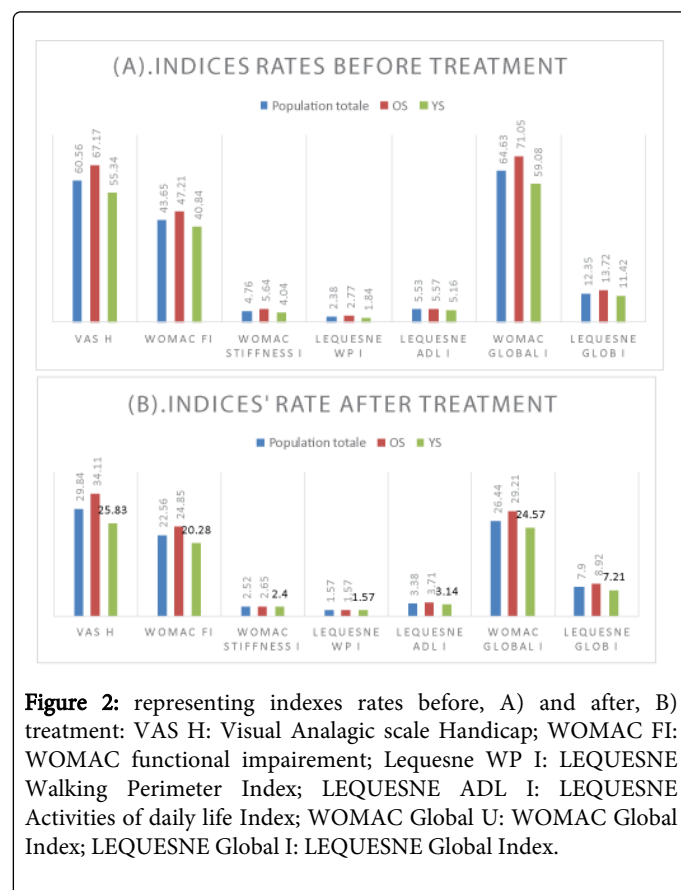 (A).INDICES RATES BEFORE TREATMENT
Population totale OS YS
60.56 67.17 55.34 43.65 47.21 40.84 4.76 5.64 4.04 2.38 2.77 1.84 5.53 5.57 5.16 64.63 71.05 59.08 12.35 13.72 11.42
VAS H WOMAC FI WOMAC STIFFNESS I LEQUESNE WP I LEQUESNE ADL I WOMAC GLOBAL I LEQUESNE GLOB I
(B).INDICES' RATE AFTER TREATMENT
Population totale OS YS
29.84 34.11 25.83 22.56 24.85 20.28 2.52 2.65 2.4 1.57 1.57 1.57 3.38 3.71 3.14 26.44 29.21 24.57 7.9 8.92 7.21
VAS H WOMAC FI WOMAC STIFFNESS I LEQUESNE WP I LEQUESNE ADL I WOMAC GLOBAL I LEQUESNE GLOB I
Figure 2: representing indexes rates before, A) and after, B)
treatment: VAS H: Visual Analagic scale Handicap; WOMAC FI:
WOMAC functional impairement; Lequesne WP I: LEQUESNE
Walking Perimeter Index; LEQUESNE ADL I: LEQUESNE
Activities of daily life Index; WOMAC Global U: WOMAC Global
Index; LEQUESNE Global I: LEQUESNE Global Index.